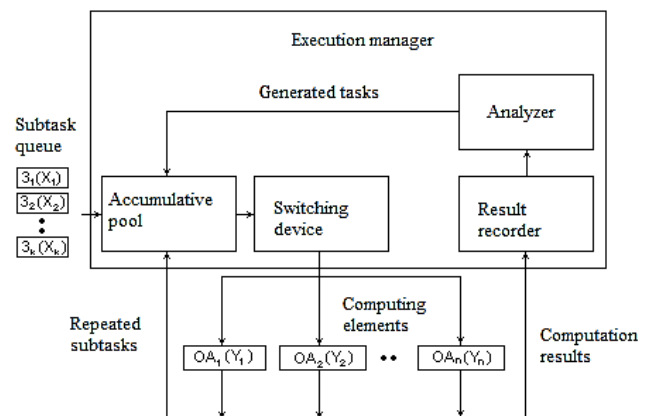 Execution manager
Generated tasks
Analyzer
Subtask
queue
З₁(X₁)
З₂(X₂)
Зₖ(Xₖ)
Accumulative
pool
Switching
device
Result
recorder
Repeated
subtasks
Computing
elements
Computation
results
OA₁(Y₁)
OA₂(Y₂)
OAₙ(Yₙ)